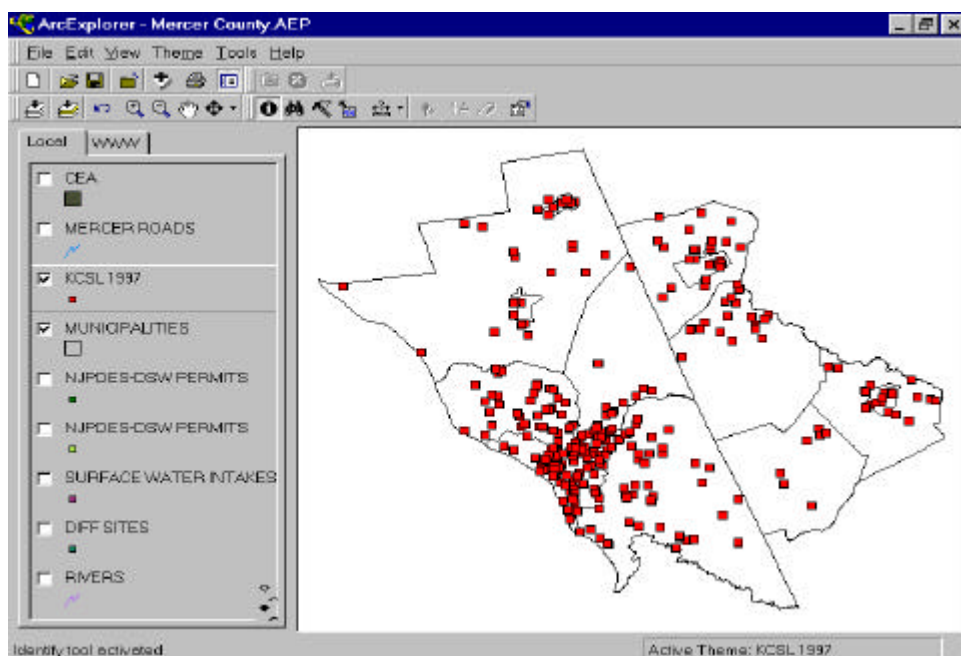 ArcExplorer - Mercer County.AEP
File Edit View Theme Tools Help
Local WWW
CEA
MERCER ROADS
KCSL 1997
MUNICIPALITIES
NJPDES-DSW PERMITS
NJPDES-DSW PERMITS
SURFACE WATER INTAKES
DIFF SITES
RIVERS
Identify tool activated
Active Theme: KCSL 1997